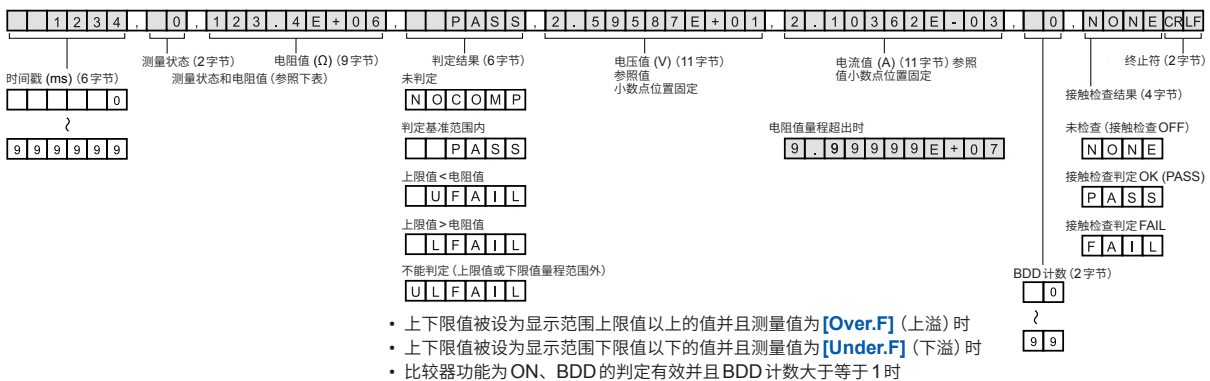 1234, 0,123.4E+06,  PASS,2.59587E+01,2.10362E-03, 0,NONECRLF
测量状态(2字节)
电阻值(Ω)(9字节)
判定结果(6字节)
电压值(V)(11字节)
参照值
小数点位置固定
电流值(A)(11字节)参照
值小数点位置固定
终止符(2字节)
时间戳(ms)(6字节)
测量状态和电阻值(参照下表)
0
~
999999
未判定
NOCOMP
判定基准范围内
PASS
上限值<电阻值
UFAIL
上限值>电阻值
LFAIL
不能判定(上限值或下限值量程范围外)
ULFAIL
电阻值量程超出时
9.99999E+07
接触检查结果(4字节)
未检查(接触检查OFF)
NONE
接触检查判定OK(PASS)
PASS
接触检查判定FAIL
FAIL
BDD计数(2字节)
0
~
99
• 上下限值被设为显示范围上限值以上的值并且测量值为[Over.F](上溢)时
• 上下限值被设为显示范围下限值以下的值并且测量值为[Under.F](下溢)时
• 比较器功能为ON、BDD的判定有效并且BDD计数大于等于1时